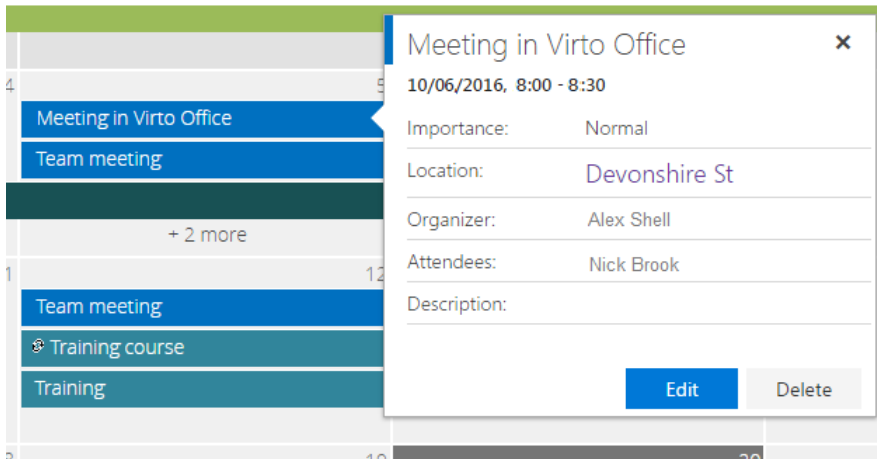 Meeting in Virto Office
10/06/2016, 8:00 - 8:30
Importance: Normal
Location: Devonshire St
Organizer: Alex Shell
Attendees: Nick Brook
Description:
Edit Delete
4
5
Meeting in Virto Office
Team meeting
+ 2 more
1
12
Team meeting
Training course
Training
19
20